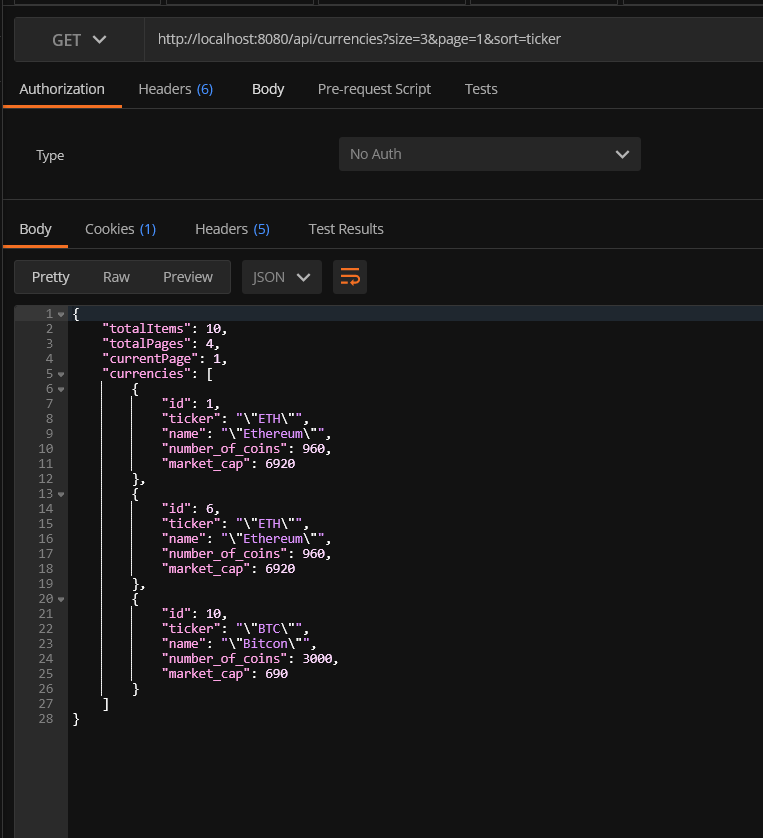 GET http://localhost:8080/api/currencies?size=3&page=1&sort=ticker
Authorization Headers (6) Body Pre-request Script Tests
Type No Auth
Body Cookies (1) Headers (5) Test Results
Pretty Raw Preview JSON
1 {
2 "totalItems": 10,
3 "totalPages": 4,
4 "currentPage": 1,
5 "currencies": [
6 {
7 "id": 1,
8 "ticker": "\"ETH\"",
9 "name": "\"Ethereum\"",
10 "number_of_coins": 960,
11 "market_cap": 6920
12 },
13 {
14 "id": 6,
15 "ticker": "\"ETH\"",
16 "name": "\"Ethereum\"",
17 "number_of_coins": 960,
18 "market_cap": 6920
19 },
20 {
21 "id": 10,
22 "ticker": "\"BTC\"",
23 "name": "\"Bitcon\"",
24 "number_of_coins": 3000,
25 "market_cap": 690
26 }
27 ]
28 }